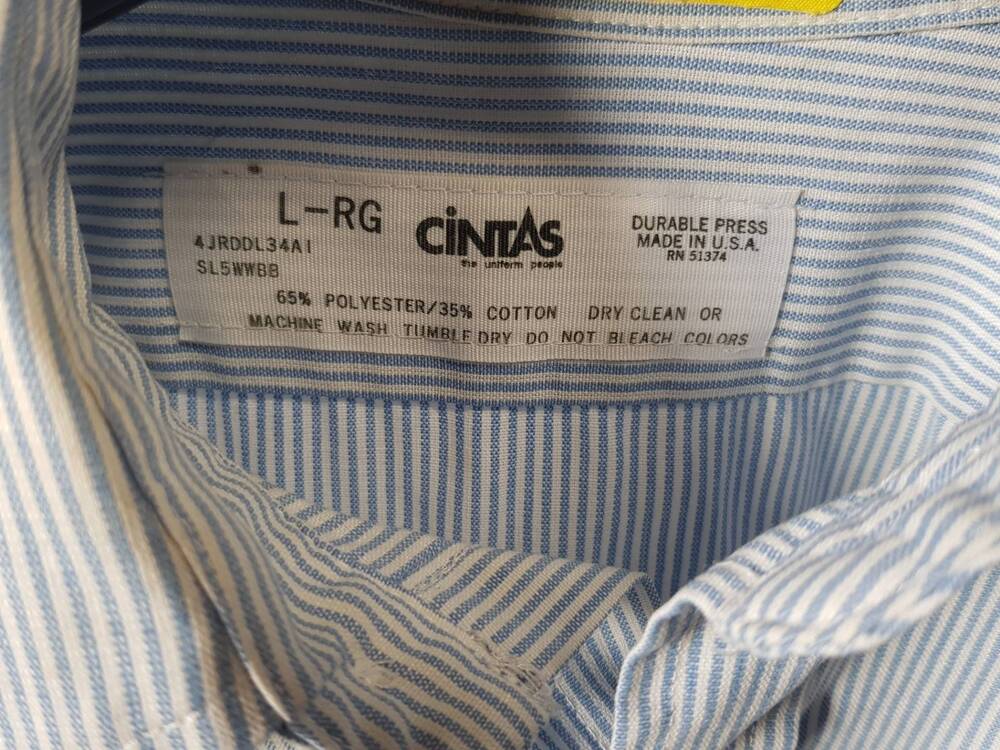 L-RG
4JRDDL34A1
SL5WWBB
CiNTAS
the uniform people
DURABLE PRESS
MADE IN U.S.A.
RN 51374
65% POLYESTER/35% COTTON DRY CLEAN OR
MACHINE WASH TUMBLE DRY DO NOT BLEACH COLORS